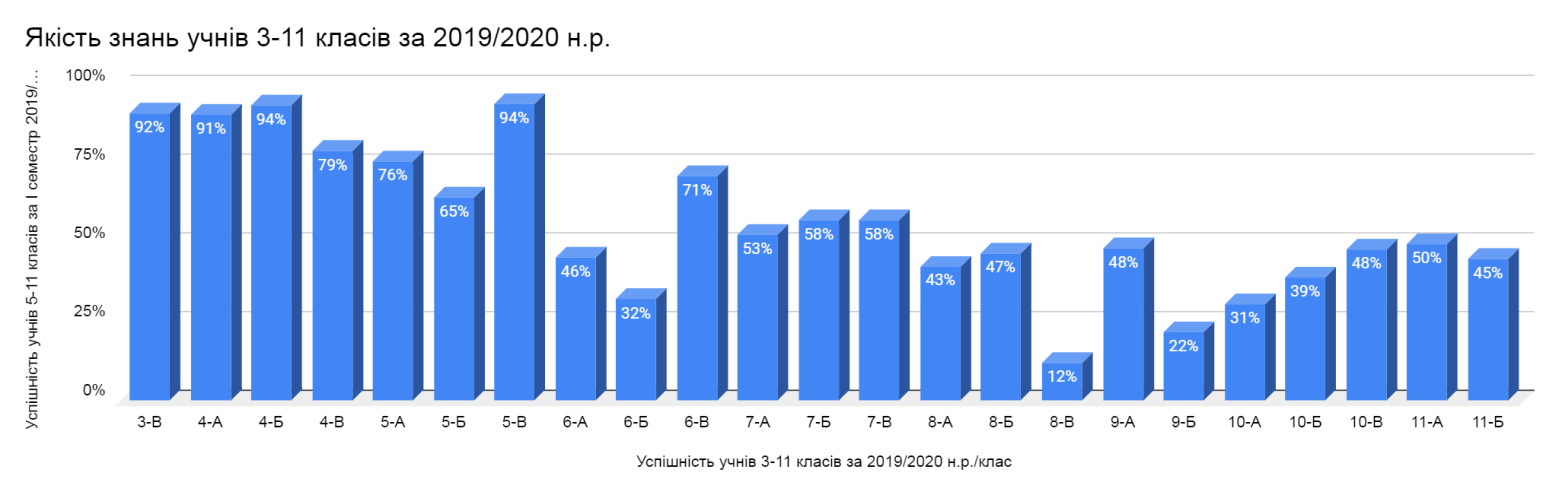 Якість знань учнів 3-11 класів за 2019/2020 н.р.
Успішність учнів 5-11 класів за І семестр 2019/...
100%
75%
50%
25%
0%
92%
91%
94%
79%
76%
65%
94%
46%
32%
71%
53%
58%
58%
43%
47%
12%
48%
22%
31%
39%
48%
50%
45%
3-В
4-А
4-Б
4-В
5-А
5-Б
5-В
6-А
6-Б
6-В
7-А
7-Б
7-В
8-А
8-Б
8-В
9-А
9-Б
10-А
10-Б
10-В
11-А
11-Б
Успішність учнів 3-11 класів за 2019/2020 н.р./клас